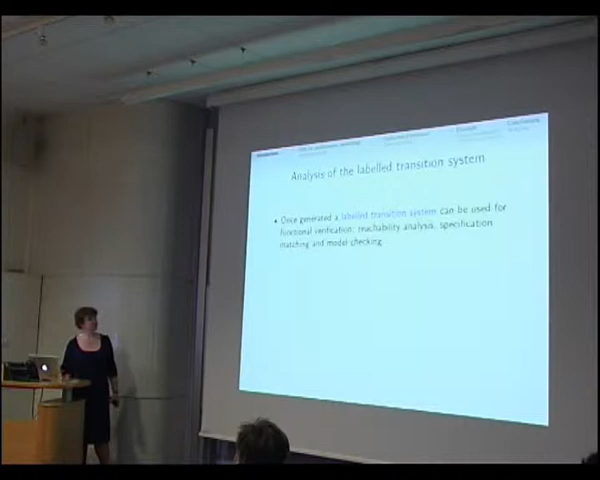 Analysis of the labelled transition system
• Once generated a labelled transition system can be used for
functional verification: reachability analysis, specification
matching and model checking.